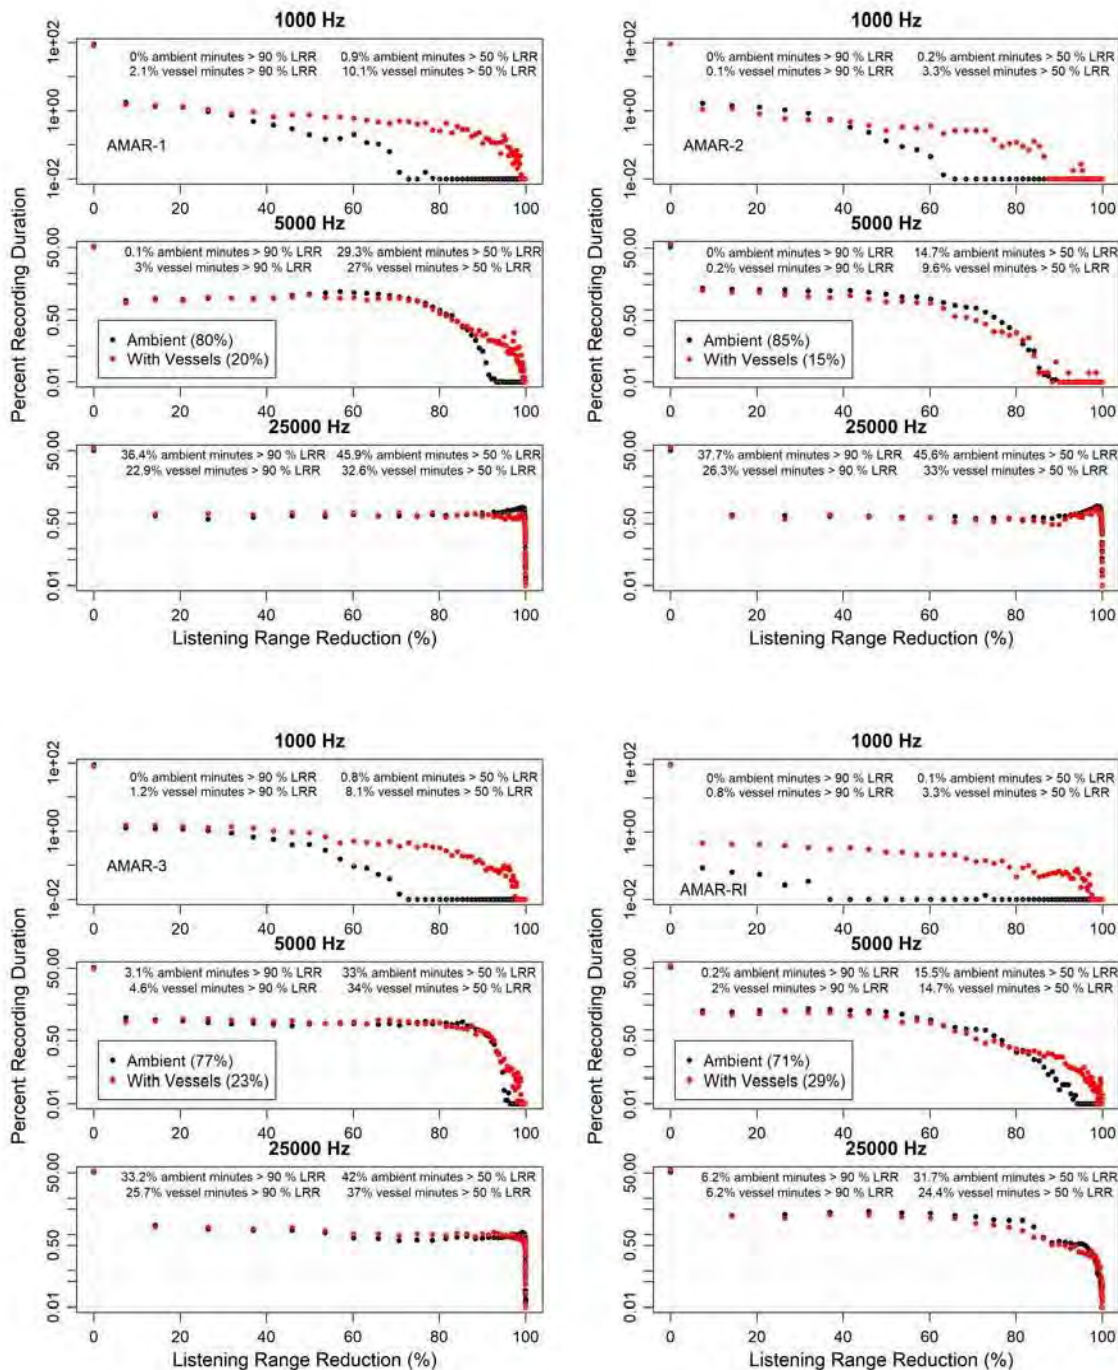 1000 Hz
1e+02
1e+00
1e-02
0% ambient minutes > 90 % LRR 0.9% ambient minutes > 50 % LRR
2.1% vessel minutes > 90 % LRR 10.1% vessel minutes > 50 % LRR
AMAR-1
0 20 40 60 80 100
5000 Hz
50.00
0.50
0.01
0.1% ambient minutes > 90 % LRR 29.3% ambient minutes > 50 % LRR
3% vessel minutes > 90 % LRR 27% vessel minutes > 50 % LRR
Ambient (80%)
With Vessels (20%)
0 20 40 60 80 100
25000 Hz
50.00
0.50
0.01
36.4% ambient minutes > 90 % LRR 45.9% ambient minutes > 50 % LRR
22.9% vessel minutes > 90 % LRR 32.6% vessel minutes > 50 % LRR
0 20 40 60 80 100
Percent Recording Duration
Listening Range Reduction (%)
1000 Hz
1e+02
1e+00
1e-02
0% ambient minutes > 90 % LRR 0.2% ambient minutes > 50 % LRR
0.1% vessel minutes > 90 % LRR 3.3% vessel minutes > 50 % LRR
AMAR-2
0 20 40 60 80 100
5000 Hz
50.00
0.50
0.01
0% ambient minutes > 90 % LRR 14.7% ambient minutes > 50 % LRR
0.2% vessel minutes > 90 % LRR 9.6% vessel minutes > 50 % LRR
Ambient (85%)
With Vessels (15%)
0 20 40 60 80 100
25000 Hz
50.00
0.50
0.01
37.7% ambient minutes > 90 % LRR 45.6% ambient minutes > 50 % LRR
26.3% vessel minutes > 90 % LRR 33% vessel minutes > 50 % LRR
0 20 40 60 80 100
Percent Recording Duration
Listening Range Reduction (%)
1000 Hz
1e+02
1e+00
1e-02
0% ambient minutes > 90 % LRR 0.8% ambient minutes > 50 % LRR
1.2% vessel minutes > 90 % LRR 8.1% vessel minutes > 50 % LRR
AMAR-3
0 20 40 60 80 100
5000 Hz
50.00
0.50
0.01
3.1% ambient minutes > 90 % LRR 33% ambient minutes > 50 % LRR
4.6% vessel minutes > 90 % LRR 34% vessel minutes > 50 % LRR
Ambient (77%)
With Vessels (23%)
0 20 40 60 80 100
25000 Hz
50.00
0.50
0.01
33.2% ambient minutes > 90 % LRR 42% ambient minutes > 50 % LRR
25.7% vessel minutes > 90 % LRR 37% vessel minutes > 50 % LRR
0 20 40 60 80 100
Percent Recording Duration
Listening Range Reduction (%)
1000 Hz
1e+02
1e+00
1e-02
0% ambient minutes > 90 % LRR 0.1% ambient minutes > 50 % LRR
0.8% vessel minutes > 90 % LRR 3.3% vessel minutes > 50 % LRR
AMAR-RI
0 20 40 60 80 100
5000 Hz
50.00
0.50
0.01
0.2% ambient minutes > 90 % LRR 15.5% ambient minutes > 50 % LRR
2% vessel minutes > 90 % LRR 14.7% vessel minutes > 50 % LRR
Ambient (71%)
With Vessels (29%)
0 20 40 60 80 100
25000 Hz
50.00
0.50
0.01
6.2% ambient minutes > 90 % LRR 31.7% ambient minutes > 50 % LRR
6.2% vessel minutes > 90 % LRR 24.4% vessel minutes > 50 % LRR
0 20 40 60 80 100
Percent Recording Duration
Listening Range Reduction (%)